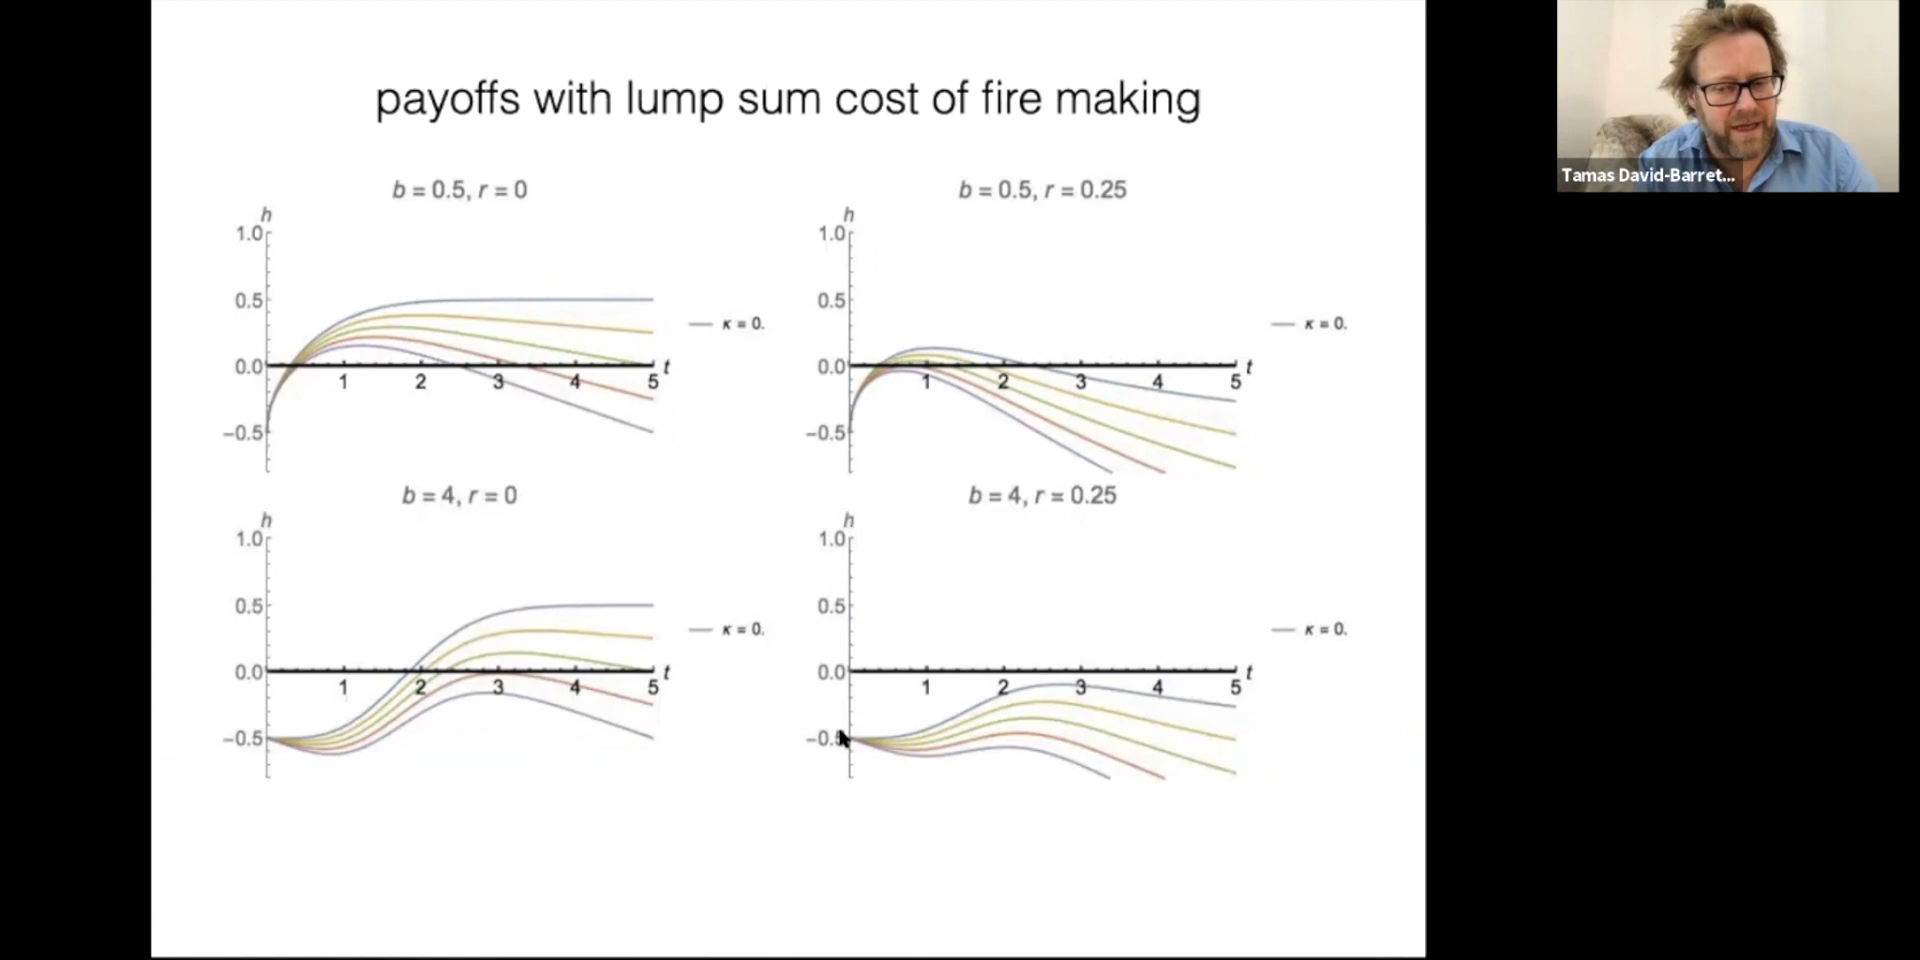 payoffs with lump sum cost of fire making
Tamas David-Barret...
b = 0.5, r = 0
h
1.0
0.5
0.0
-0.5
1 2 3 4 5 t
κ = 0.
b = 0.5, r = 0.25
h
1.0
0.5
0.0
-0.5
1 2 3 4 5 t
κ = 0.
b = 4, r = 0
h
1.0
0.5
0.0
-0.5
1 2 3 4 5 t
κ = 0.
b = 4, r = 0.25
h
1.0
0.5
0.0
-0.5
1 2 3 4 5 t
κ = 0.